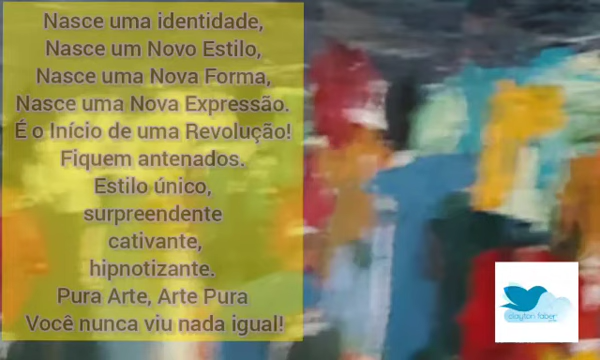 Nasce uma identidade,
Nasce um Novo Estilo,
Nasce uma Nova Forma,
Nasce uma Nova Expressão.
É o Início de uma Revolução!
Fiquem antenados.
Estilo único,
surpreendente
cativante,
hipnotizante.
Pura Arte, Arte Pura
Você nunca viu nada igual!
clayton faber